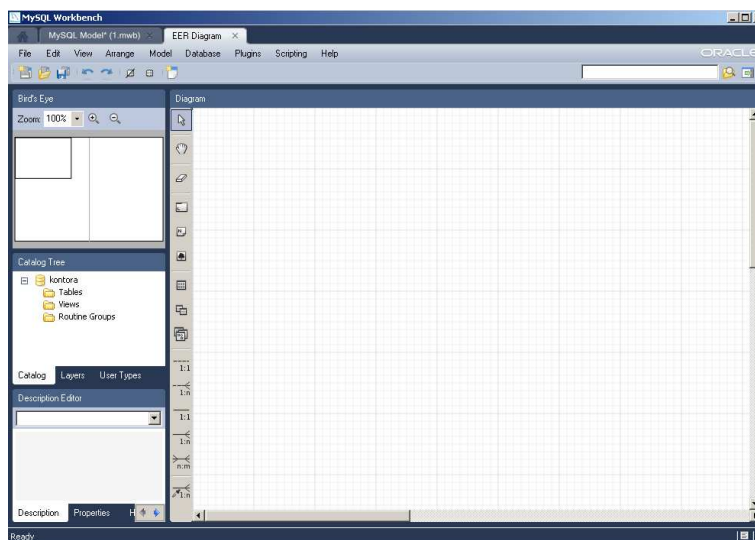 MySQL Workbench
MySQL Model* (1.mwb) × EER Diagram ×
File Edit View Arrange Model Database Plugins Scripting Help
ORACLE
Bird's Eye
Diagram
Zoom: 100%
Catalog Tree
kontora
Tables
Views
Routine Groups
Catalog Layers User Types
Description Editor
Description Properties H
1:1
1:n
1:1
1:n
n:m
1:n
Ready